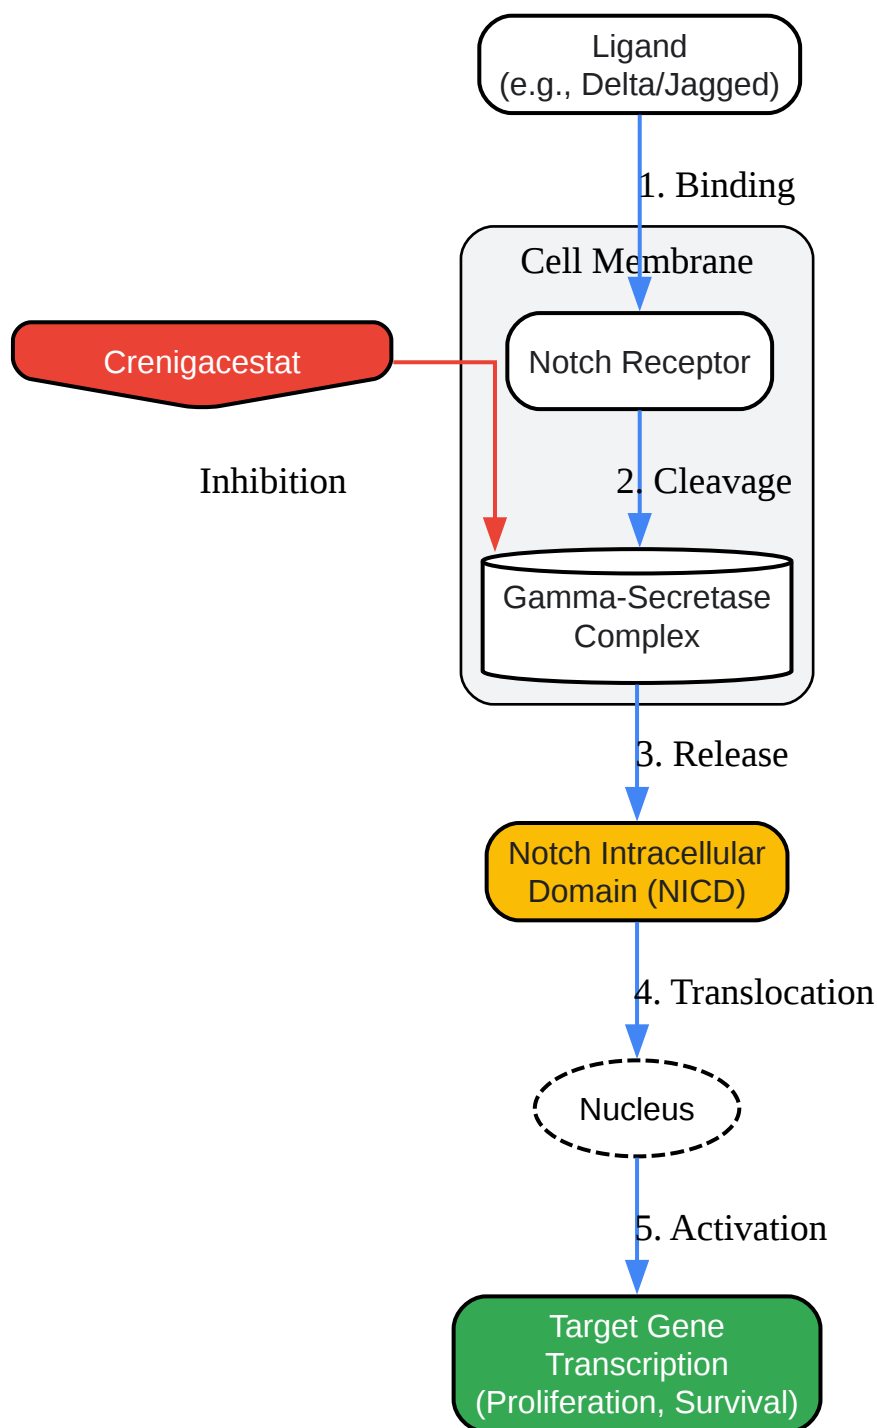 Ligand
(e.g., Delta/Jagged)
1. Binding
Cell Membrane
Crenigacestat
Notch Receptor
Inhibition
2. Cleavage
Gamma-Secretase
Complex
3. Release
Notch Intracellular
Domain (NICD)
4. Translocation
Nucleus
5. Activation
Target Gene
Transcription
(Proliferation, Survival)